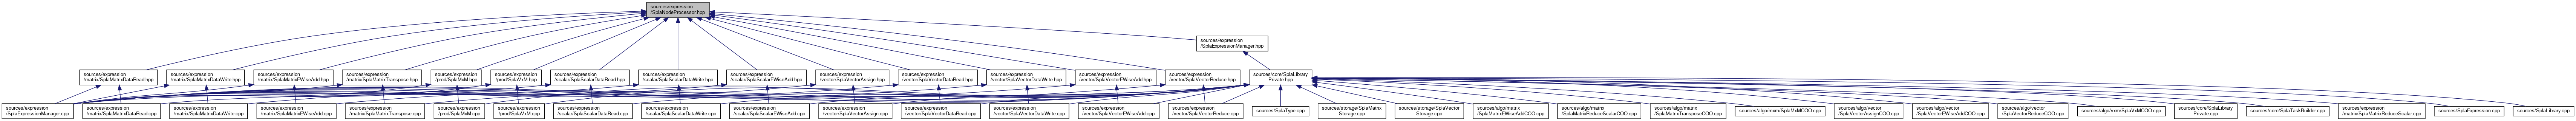 sources/expression
/SplaNodeProcessor.hpp
sources/expression
/SplaExpressionManager.hpp
sources/expression
/matrix/SplaMatrixDataRead.hpp
sources/expression
/matrix/SplaMatrixDataWrite.hpp
sources/expression
/matrix/SplaMatrixEWiseAdd.hpp
sources/expression
/matrix/SplaMatrixTranspose.hpp
sources/expression
/prod/SplaMxM.hpp
sources/expression
/prod/SplaVxM.hpp
sources/expression
/scalar/SplaScalarDataRead.hpp
sources/expression
/scalar/SplaScalarDataWrite.hpp
sources/expression
/scalar/SplaScalarEWiseAdd.hpp
sources/expression
/vector/SplaVectorAssign.hpp
sources/expression
/vector/SplaVectorDataRead.hpp
sources/expression
/vector/SplaVectorDataWrite.hpp
sources/expression
/vector/SplaVectorEWiseAdd.hpp
sources/expression
/vector/SplaVectorReduce.hpp
sources/core/SplaLibrary
Private.hpp
sources/expression
/SplaExpressionManager.cpp
sources/expression
/matrix/SplaMatrixDataRead.cpp
sources/expression
/matrix/SplaMatrixDataWrite.cpp
sources/expression
/matrix/SplaMatrixEWiseAdd.cpp
sources/expression
/matrix/SplaMatrixTranspose.cpp
sources/expression
/prod/SplaMxM.cpp
sources/expression
/prod/SplaVxM.cpp
sources/expression
/scalar/SplaScalarDataRead.cpp
sources/expression
/scalar/SplaScalarDataWrite.cpp
sources/expression
/scalar/SplaScalarEWiseAdd.cpp
sources/expression
/vector/SplaVectorAssign.cpp
sources/expression
/vector/SplaVectorDataRead.cpp
sources/expression
/vector/SplaVectorDataWrite.cpp
sources/expression
/vector/SplaVectorEWiseAdd.cpp
sources/expression
/vector/SplaVectorReduce.cpp
sources/SplaType.cpp
sources/storage/SplaMatrix
Storage.cpp
sources/storage/SplaVector
Storage.cpp
sources/algo/matrix
/SplaMatrixEWiseAddCOO.cpp
sources/algo/matrix
/SplaMatrixReduceScalarCOO.cpp
sources/algo/matrix
/SplaMatrixTransposeCOO.cpp
sources/algo/mxm/SplaMxMCOO.cpp
sources/algo/vector
/SplaVectorAssignCOO.cpp
sources/algo/vector
/SplaVectorEWiseAddCOO.cpp
sources/algo/vector
/SplaVectorReduceCOO.cpp
sources/algo/vxm/SplaVxMCOO.cpp
sources/core/SplaLibrary
Private.cpp
sources/core/SplaTaskBuilder.cpp
sources/expression
/matrix/SplaMatrixReduceScalar.cpp
sources/SplaExpression.cpp
sources/SplaLibrary.cpp